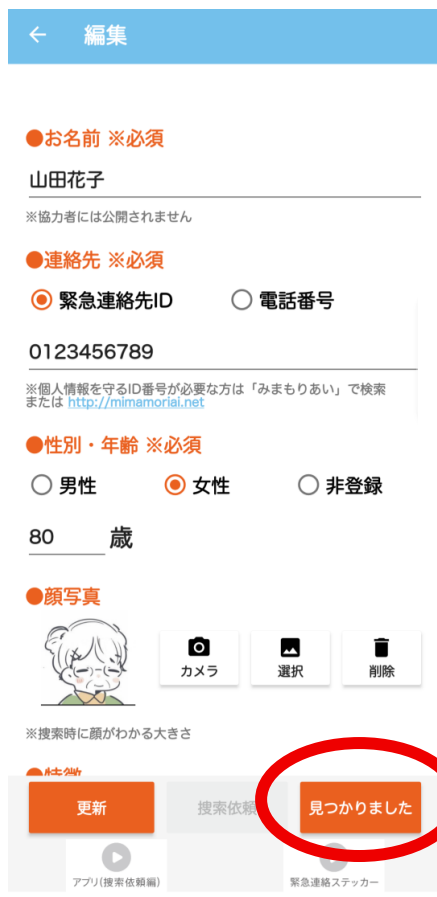 編集
●お名前 ※必須
山田花子
※協力者には公開されません
●連絡先 ※必須
緊急連絡先ID 電話番号
0123456789
※個人情報を守るID番号が必要な方は「みまもりあい」で検索
または http://mimamoriai.net
●性別・年齢 ※必須
男性 女性 非登録
80 歳
●顔写真
カメラ 選択 削除
※捜索時に顔がわかる大きさ
●特徴
更新 捜索依頼 見つかりました
アプリ(捜索依頼編) 緊急連絡ステッカー